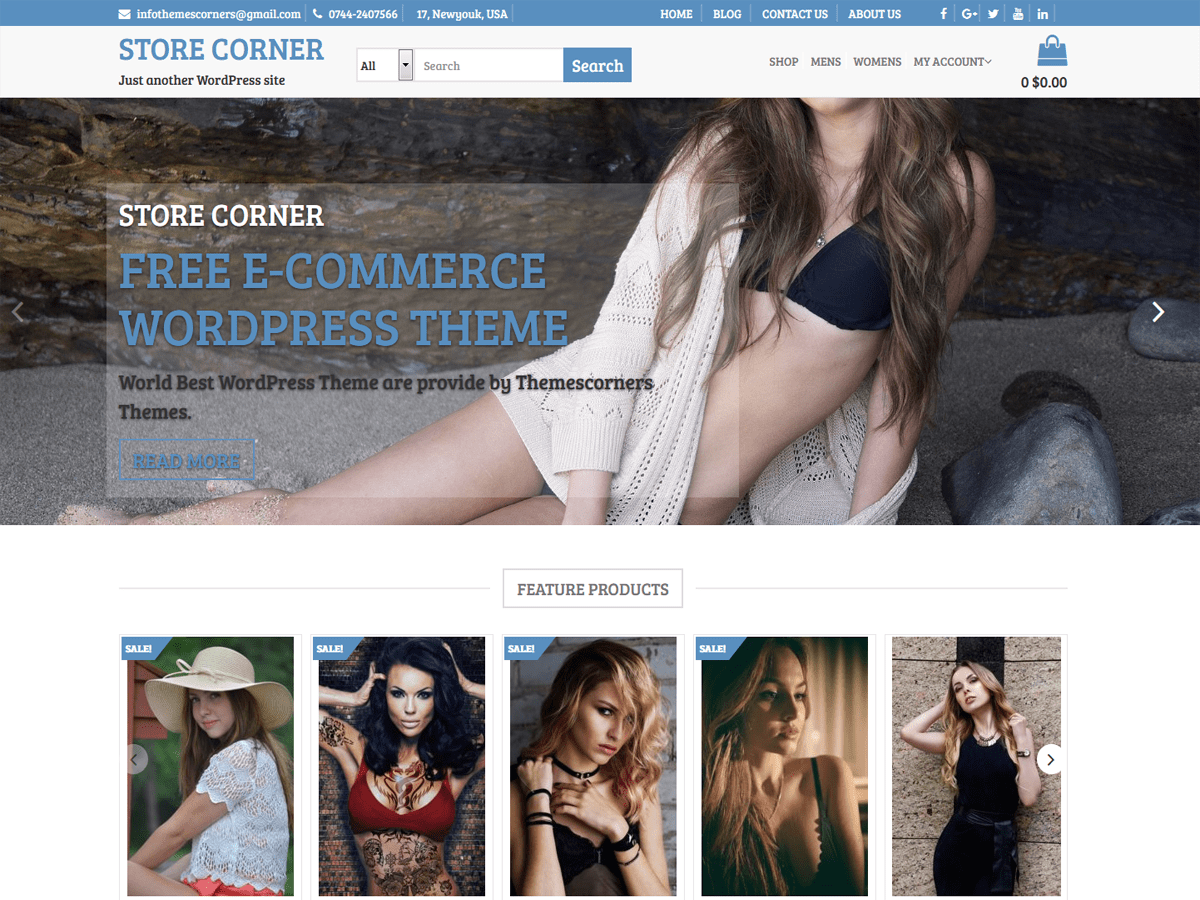 infothemescorners@gmail.com 0744-2407566 17, Newyouk, USA HOME BLOG CONTACT US ABOUT US
STORE CORNER
Just another WordPress site
All Search Search
SHOP MENS WOMENS MY ACCOUNT
0 $0.00
STORE CORNER
FREE E-COMMERCE
WORDPRESS THEME
World Best WordPress Theme are provide by Themescorners
Themes.
READ MORE
FEATURE PRODUCTS
SALE! SALE! SALE! SALE!